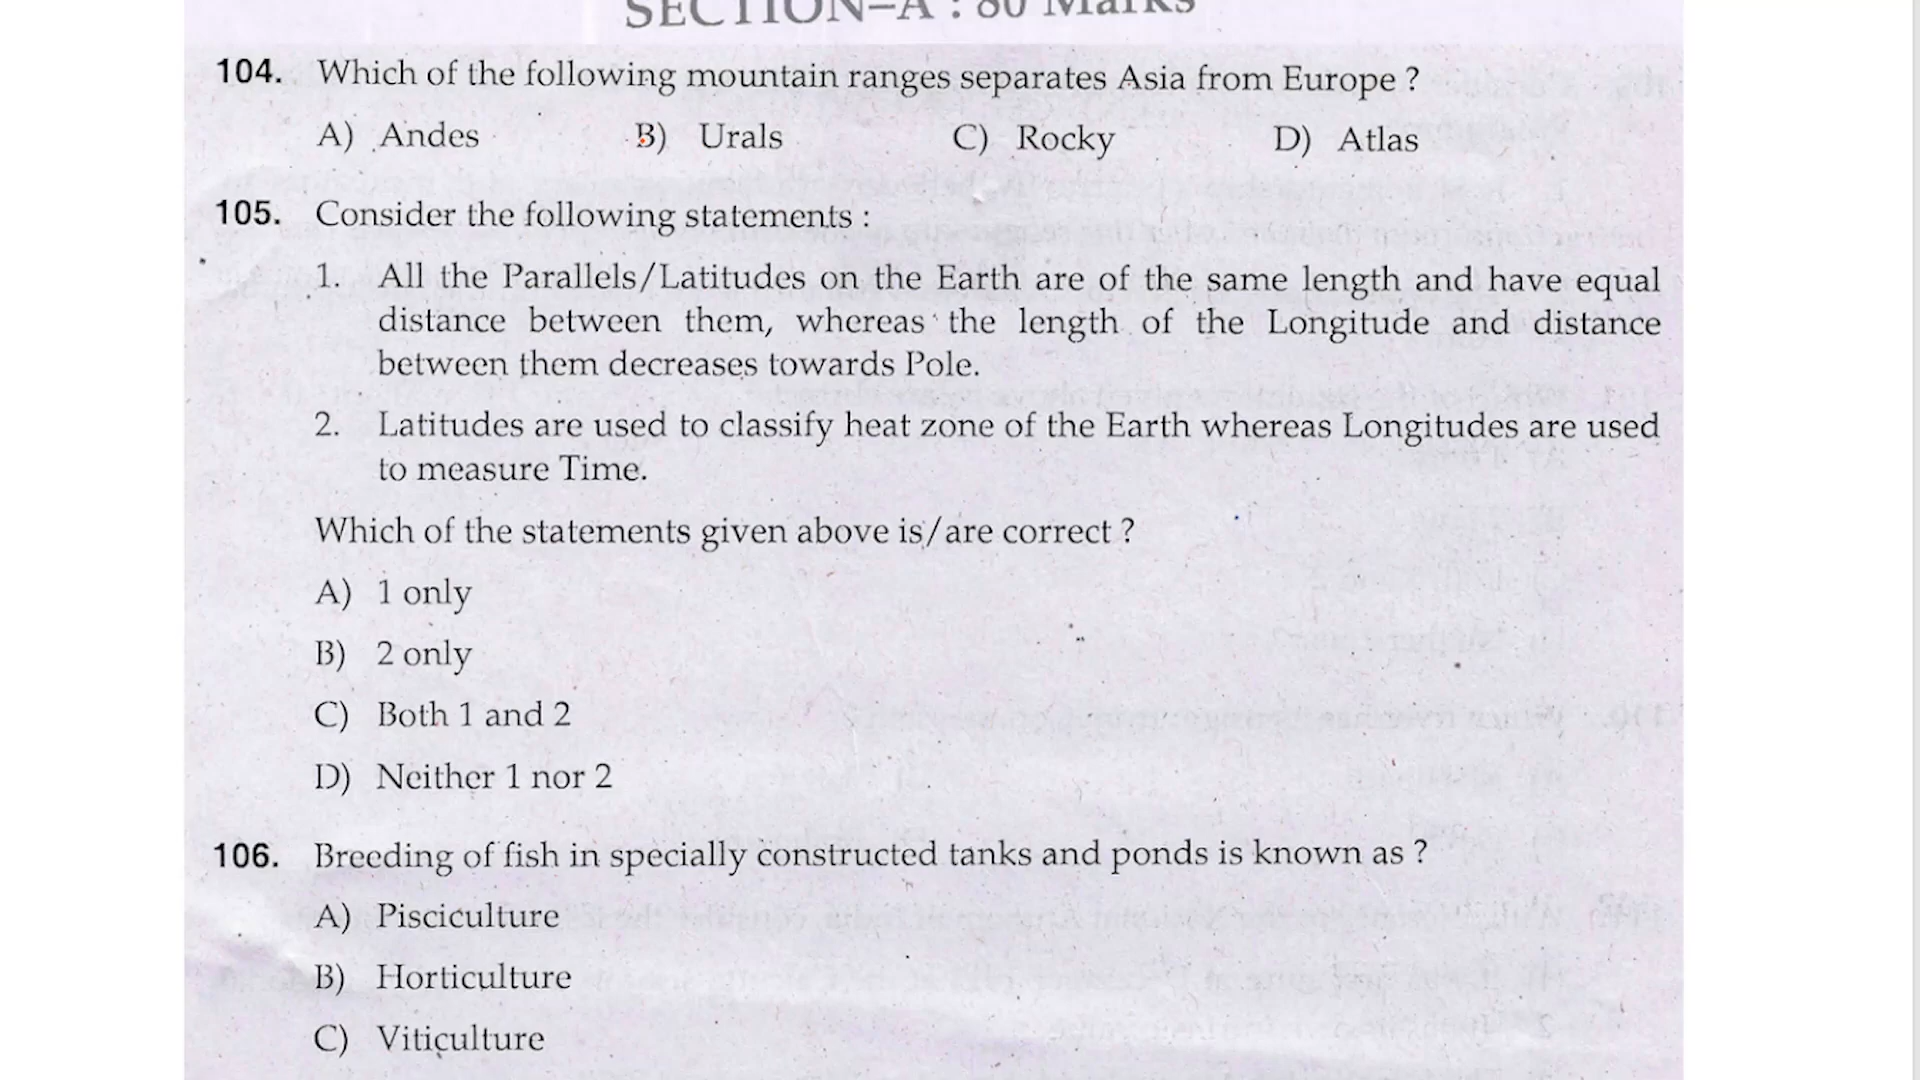 SECTION–A : 80 Marks
104. Which of the following mountain ranges separates Asia from Europe ?
A) Andes B) Urals C) Rocky D) Atlas
105. Consider the following statements :
1. All the Parallels/Latitudes on the Earth are of the same length and have equal
distance between them, whereas the length of the Longitude and distance
between them decreases towards Pole.
2. Latitudes are used to classify heat zone of the Earth whereas Longitudes are used
to measure Time.
Which of the statements given above is/are correct ?
A) 1 only
B) 2 only
C) Both 1 and 2
D) Neither 1 nor 2
106. Breeding of fish in specially constructed tanks and ponds is known as ?
A) Pisciculture
B) Horticulture
C) Viticulture